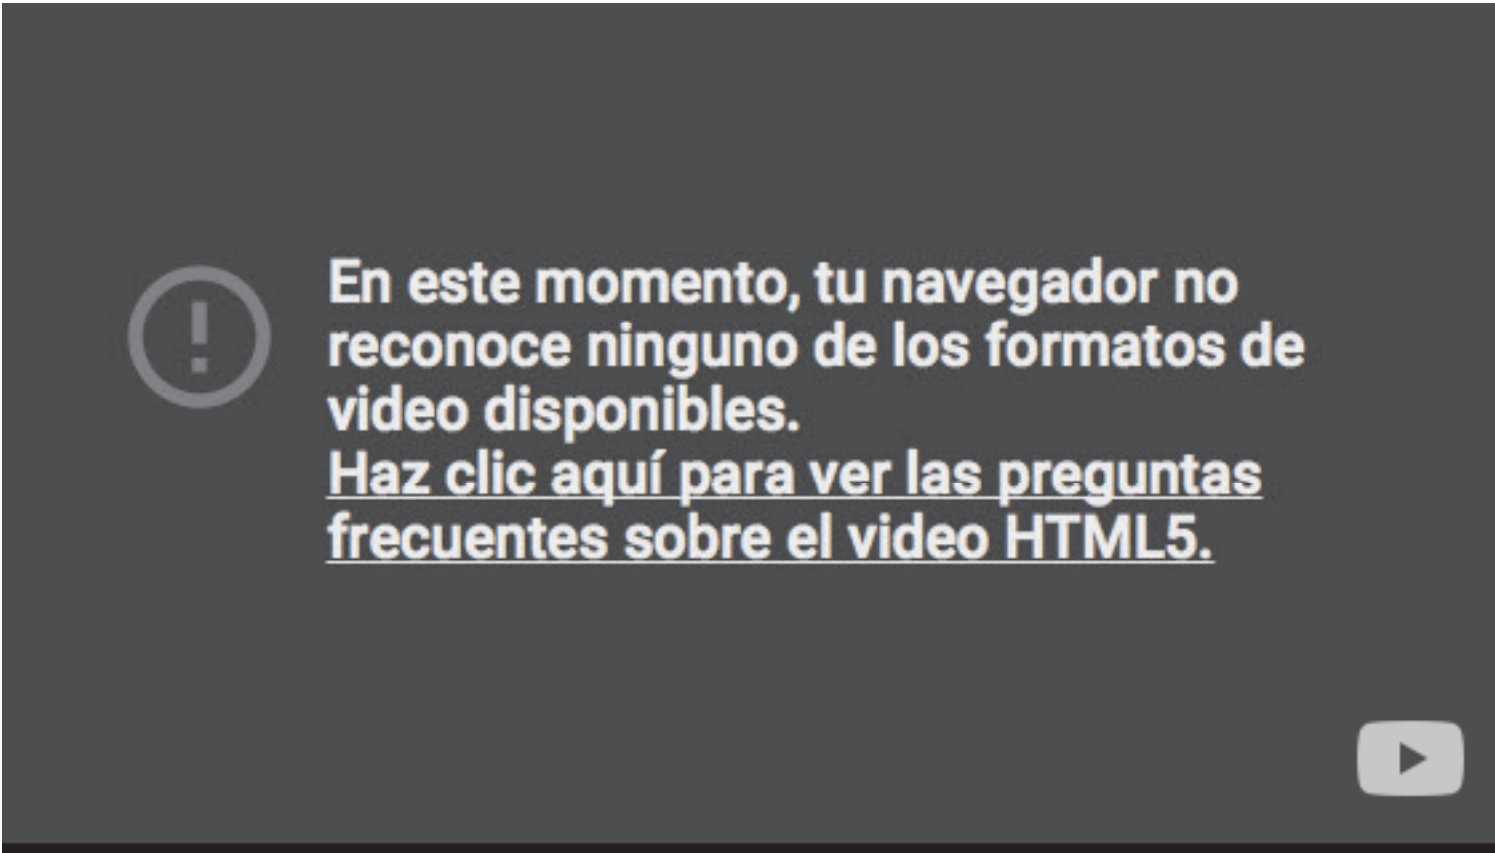 En este momento, tu navegador no
reconoce ninguno de los formatos de
video disponibles.
Haz clic aquí para ver las preguntas
frecuentes sobre el video HTML5.